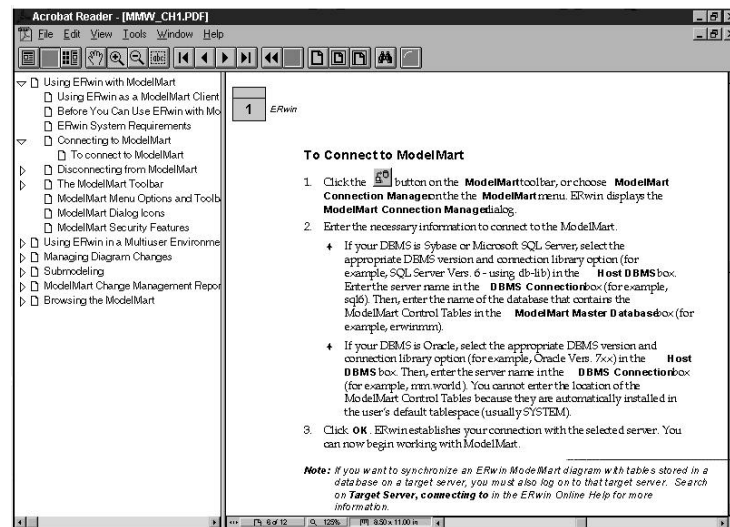 Acrobat Reader - [MMW_CH1.PDF]
File Edit View Tools Window Help
Using ERwin with ModelMart
Using ERwin as a ModelMart Client
Before You Can Use ERwin with Mo
ERwin System Requirements
Connecting to ModelMart
To connect to ModelMart
Disconnecting from ModelMart
The ModelMart Toolbar
ModelMart Menu Options and Toolb
ModelMart Dialog Icons
ModelMart Security Features
Using ERwin in a Multiuser Environme
Managing Diagram Changes
Submodeling
ModelMart Change Management Repor
Browsing the ModelMart
1 ERwin
To Connect to ModelMart
1. Click the button on the ModelMart toolbar, or choose ModelMart
Connection Manager on the the ModelMart menu. ERwin displays the
ModelMart Connection Manager dialog.
2. Enter the necessary information to connect to the ModelMart.
♦ If your DBMS is Sybase or Microsoft SQL Server, select the
appropriate DBMS version and connection library option (for
example, SQL Server Vers. 6 - using db-lib) in the Host DBMS box.
Enter the server name in the DBMS Connection box (for example,
sql6). Then, enter the name of the database that contains the
ModelMart Control Tables in the ModelMart Master Database box (for
example, erwinmm).
♦ If your DBMS is Oracle, select the appropriate DBMS version and
connection library option (for example, Oracle Vers. 7xx) in the Host
DBMS box. Then, enter the server name in the DBMS Connection box
(for example, mm.world). You cannot enter the location of the
ModelMart Control Tables because they are automatically installed in
the user's default tablespace (usually SYSTEM).
3. Click OK. ERwin establishes your connection with the selected server. You
can now begin working with ModelMart.
Note: If you want to synchronize an ERwin ModelMart diagram with tables stored in a
database on a target server, you must also log on to that target server. Search
on Target Server, connecting to in the ERwin Online Help for more
information.
6 of 12 125% 8.50 x 11.00 in